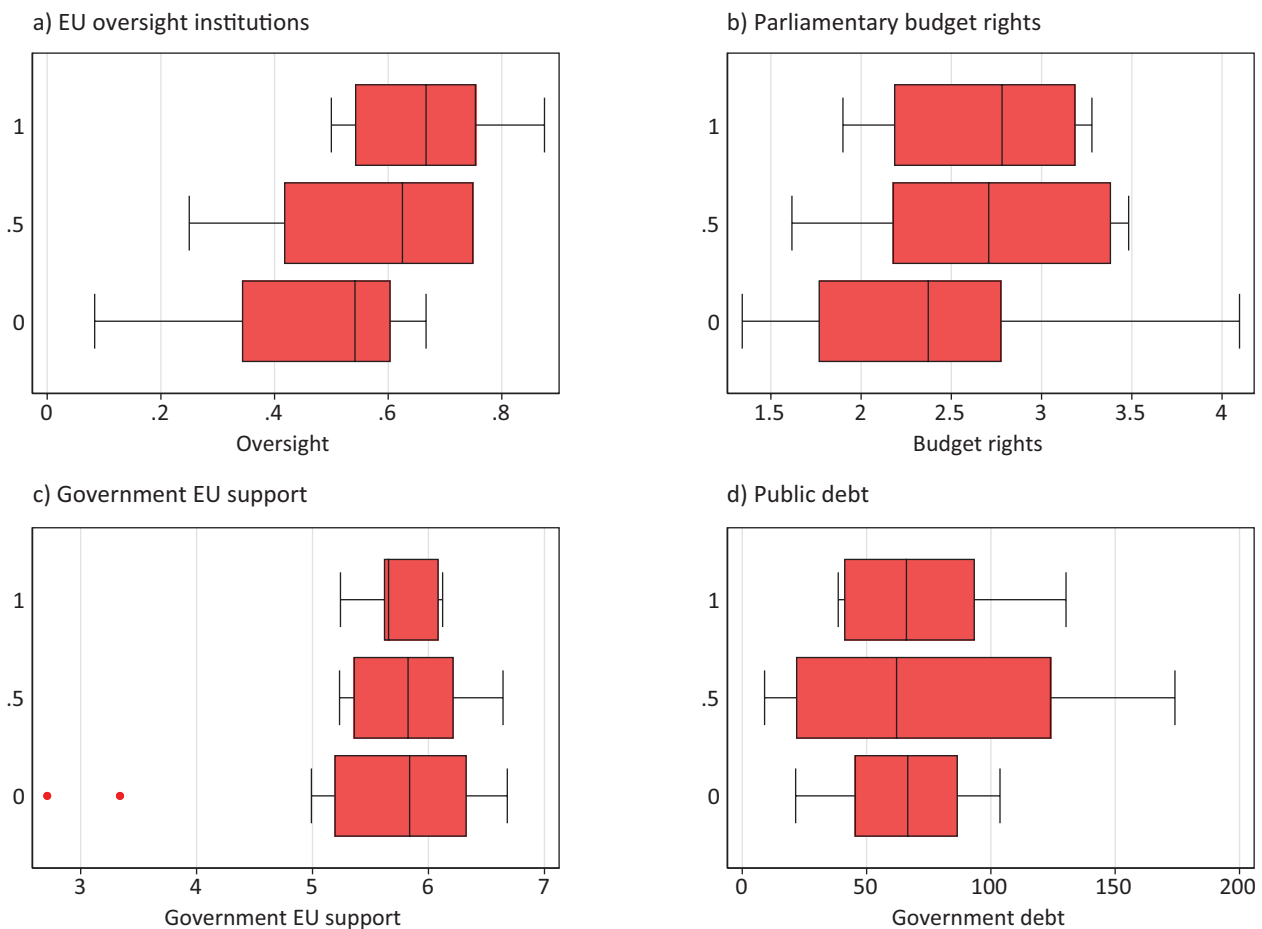 a) EU oversight institutions
1
.5
0
0 .2 .4 .6 .8
Oversight
b) Parliamentary budget rights
1
.5
0
1.5 2 2.5 3 3.5 4
Budget rights
c) Government EU support
1
.5
0
3 4 5 6 7
Government EU support
d) Public debt
1
.5
0
0 50 100 150 200
Government debt